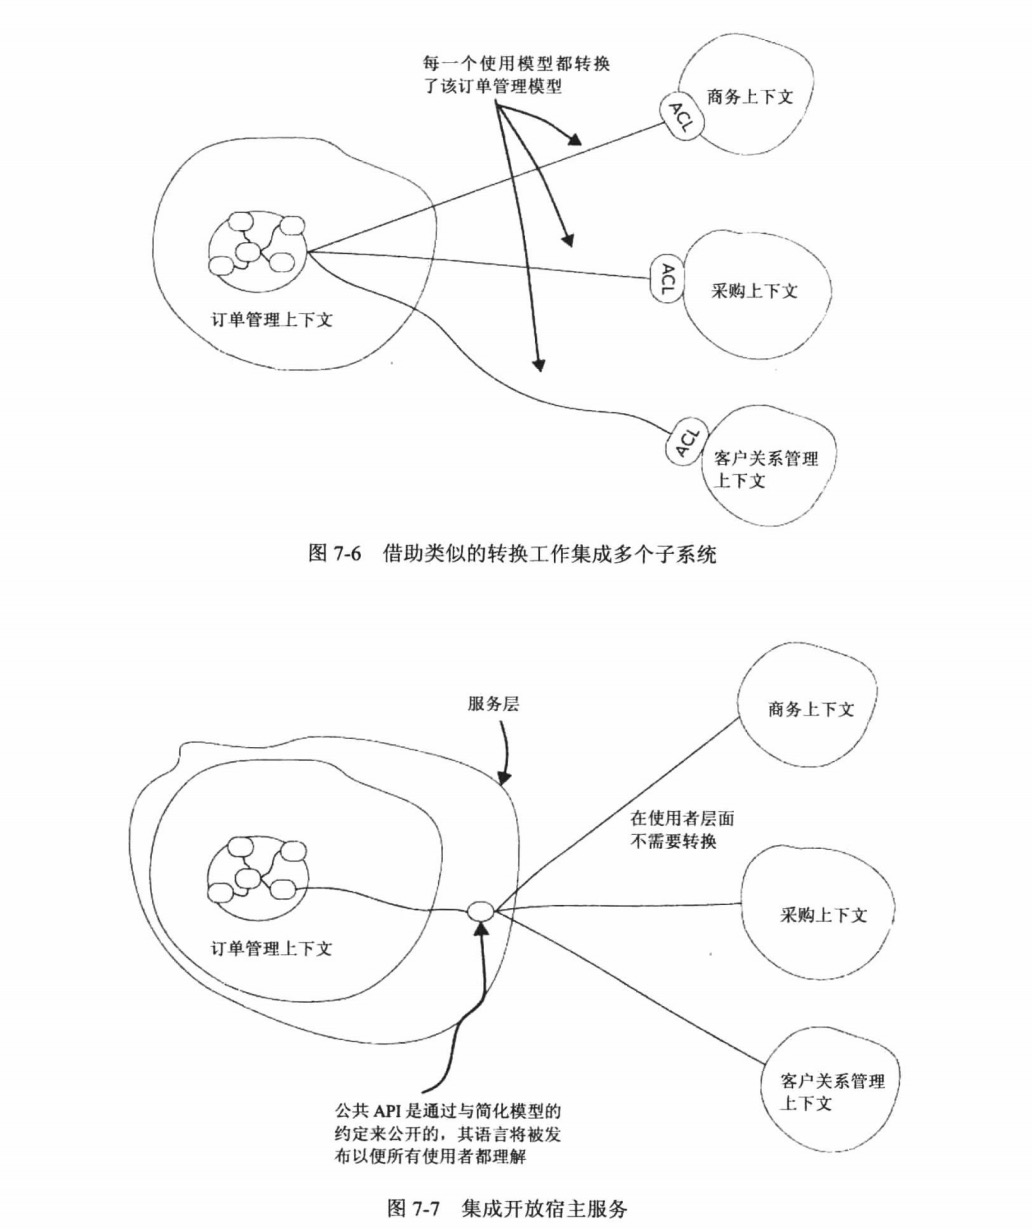 每一个使用模型都转换
了该订单管理模型
ACL
商务上下文
ACL
采购上下文
订单管理上下文
ACL
客户关系管理
上下文
图 7-6 借助类似的转换工作集成多个子系统
服务层
商务上下文
在使用者层面
不需要转换
采购上下文
订单管理上下文
客户关系管理
上下文
公共 API 是通过与简化模型的
约定来公开的，其语言将被发
布以便所有使用者都理解
图 7-7 集成开放宿主服务